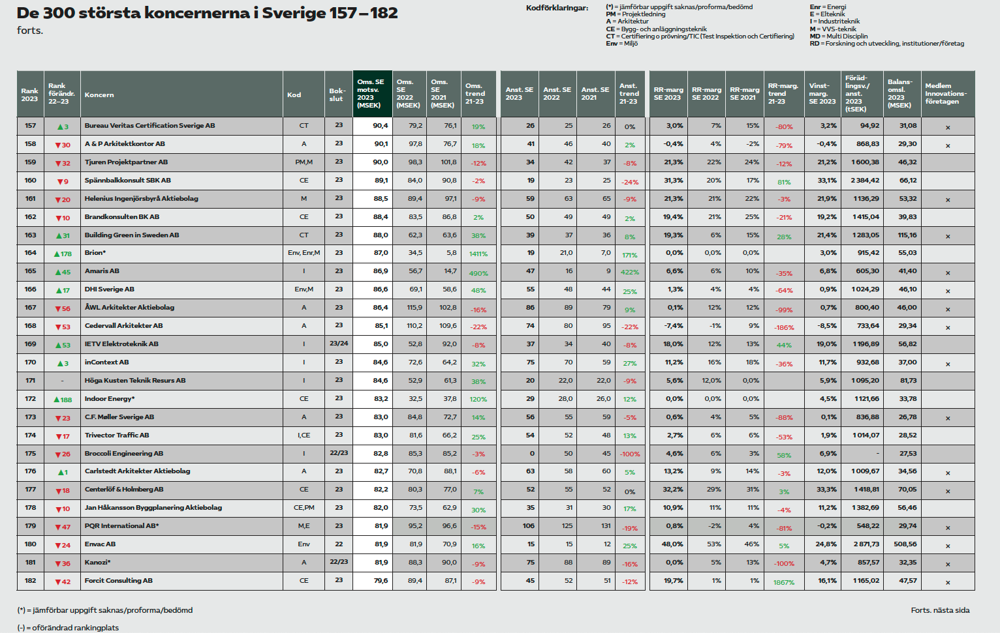 De 300 största koncernerna i Sverige 157–182
forts.
Kodförklaringar:
(*) = jämförbar uppgift saknas/proforma/bedömd
PM = Projektledning
A = Arkitektur
CE = Bygg- och anläggningsteknik
CT = Certifiering o prövning/TIC (Test Inspektion och Certifiering)
Env = Miljö
Enr = Energi
E = Elteknik
I = Industriteknik
M = VVS-teknik
MD = Multi Disciplin
RD = Forskning och utveckling, institutioner/företag
Rank 2023 | Rank förändr. 22–23 | Koncern | Kod | Bok-slut | Oms. SE motsv. 2023 (MSEK) | Oms. SE 2022 (MSEK) | Oms. SE 2021 (MSEK) | Oms. trend 21-23 | Anst. SE 2023 | Anst. SE 2022 | Anst. SE 2021 | Anst. trend 21-23 | RR-marg SE 2023 | RR-marg SE 2022 | RR-marg SE 2021 | RR-marg. trend 21-23 | Vinst-marg. SE 2023 | Föräd-lingsv./anst. 2023 (tSEK) | Balans-omsl. 2023 (MSEK) | Medlem Innovations-företagen
157 ▲3 Bureau Veritas Certification Sverige AB CT 23 90,4 79,2 76,1 19% 26 25 26 0% 3,0% 7% 15% -80% 3,2% 94,92 31,08 ×
158 ▼30 A & P Arkitektkontor AB A 23 90,1 97,8 76,7 18% 41 46 40 2% -0,4% 4% -2% -79% -0,4% 868,83 29,30 ×
159 ▼32 Tjuren Projektpartner AB PM,M 23 90,0 98,3 101,8 -12% 34 42 37 -8% 21,3% 22% 24% -12% 21,2% 1 600,38 46,32
160 ▼9 Spännbalkkonsult SBK AB CE 23 89,1 84,0 90,8 -2% 19 23 25 -24% 31,3% 20% 17% 81% 33,1% 2 384,42 66,12
161 ▼20 Helenius Ingenjörsbyrå Aktiebolag M 23 88,5 89,4 97,1 -9% 59 63 65 -9% 21,3% 21% 22% -3% 21,9% 1 136,29 53,32 ×
162 ▼10 Brandkonsulten BK AB CE 23 88,4 83,5 86,8 2% 50 49 49 2% 19,4% 21% 25% -21% 19,2% 1 415,04 39,83
163 ▲31 Building Green in Sweden AB CT 23 88,0 62,3 63,6 38% 39 37 36 8% 19,3% 6% 15% 28% 21,4% 1 283,05 115,16 ×
164 ▲178 Brion* Env, Enr,M 23 87,0 34,5 5,8 1411% 19 21,0 7,0 171% 0,0% 0,0% 0,0% 3,0% 915,42 55,03
165 ▲45 Amaris AB I 23 86,9 56,7 14,7 490% 47 16 9 422% 6,6% 6% 10% -35% 6,8% 605,30 41,40 ×
166 ▲17 DHI Sverige AB Env,M 23 86,6 69,1 58,6 48% 55 48 44 25% 1,3% 4% 4% -64% 0,9% 1 024,29 46,10 ×
167 ▼56 ÅWL Arkitekter Aktiebolag A 23 86,4 115,9 102,8 -16% 86 89 79 9% 0,1% 12% 12% -99% 0,7% 800,40 46,00 ×
168 ▼53 Cedervall Arkitekter AB A 23 85,1 110,2 109,6 -22% 74 80 95 -22% -7,4% -1% 9% -186% -8,5% 733,64 29,34 ×
169 ▲53 IETV Elektroteknik AB I 23/24 85,0 52,8 92,0 -8% 37 34 40 -8% 18,0% 12% 13% 44% 19,0% 1 196,89 56,82
170 ▲3 inContext AB I 23 84,6 72,6 64,2 32% 75 70 59 27% 11,2% 16% 18% -36% 11,7% 932,68 37,00 ×
171 - Höga Kusten Teknik Resurs AB I 23 84,6 52,9 61,3 38% 20 22,0 22,0 -9% 5,6% 12,0% 0,0% 5,9% 1 095,20 81,73
172 ▲188 Indoor Energy* CE 23 83,2 32,5 37,8 120% 29 28,0 26,0 12% 0,0% 0,0% 0,0% 4,5% 1 121,66 33,78
173 ▼23 C.F. Møller Sverige AB A 23 83,0 84,8 72,7 14% 56 55 59 -5% 0,6% 4% 5% -88% 0,1% 836,88 26,78 ×
174 ▼17 Trivector Traffic AB I,CE 23 83,0 81,6 66,2 25% 54 52 48 13% 2,7% 6% 6% -53% 1,9% 1 014,07 28,52
175 ▼26 Broccoli Engineering AB I 22/23 82,8 85,3 85,2 -3% 0 50 45 -100% 4,6% 6% 3% 58% 6,9% - 27,53
176 ▲1 Carlstedt Arkitekter Aktiebolag A 23 82,7 70,8 88,1 -6% 63 58 60 5% 13,2% 9% 14% -3% 12,0% 1 009,67 34,56 ×
177 ▼18 Centerlöf & Holmberg AB CE 23 82,2 80,3 77,0 7% 52 55 52 0% 32,2% 29% 31% 3% 33,3% 1 418,81 70,05 ×
178 ▼10 Jan Håkansson Byggplanering Aktiebolag CE,PM 23 82,0 73,5 62,9 30% 35 31 30 17% 10,9% 11% 11% -4% 11,2% 1 382,69 56,46
179 ▼47 PQR International AB* M,E 23 81,9 95,2 96,6 -15% 106 125 131 -19% 0,8% -2% 4% -81% -0,2% 548,22 29,74 ×
180 ▼24 Envac AB Env 22 81,9 81,9 70,9 16% 15 15 12 25% 48,0% 53% 46% 5% 24,8% 2 871,73 508,56 ×
181 ▼36 Kanozi* A 22/23 81,9 88,3 90,0 -9% 75 88 89 -16% 0,0% 5% 13% -100% 4,7% 857,57 32,35 ×
182 ▼42 Forcit Consulting AB CE 23 79,6 89,4 87,1 -9% 45 52 51 -12% 19,7% 1% 1% 1867% 16,1% 1 165,02 47,57 ×
(*) = jämförbar uppgift saknas/proforma/bedömd
Forts. nästa sida
(-) = oförändrad rankingplats